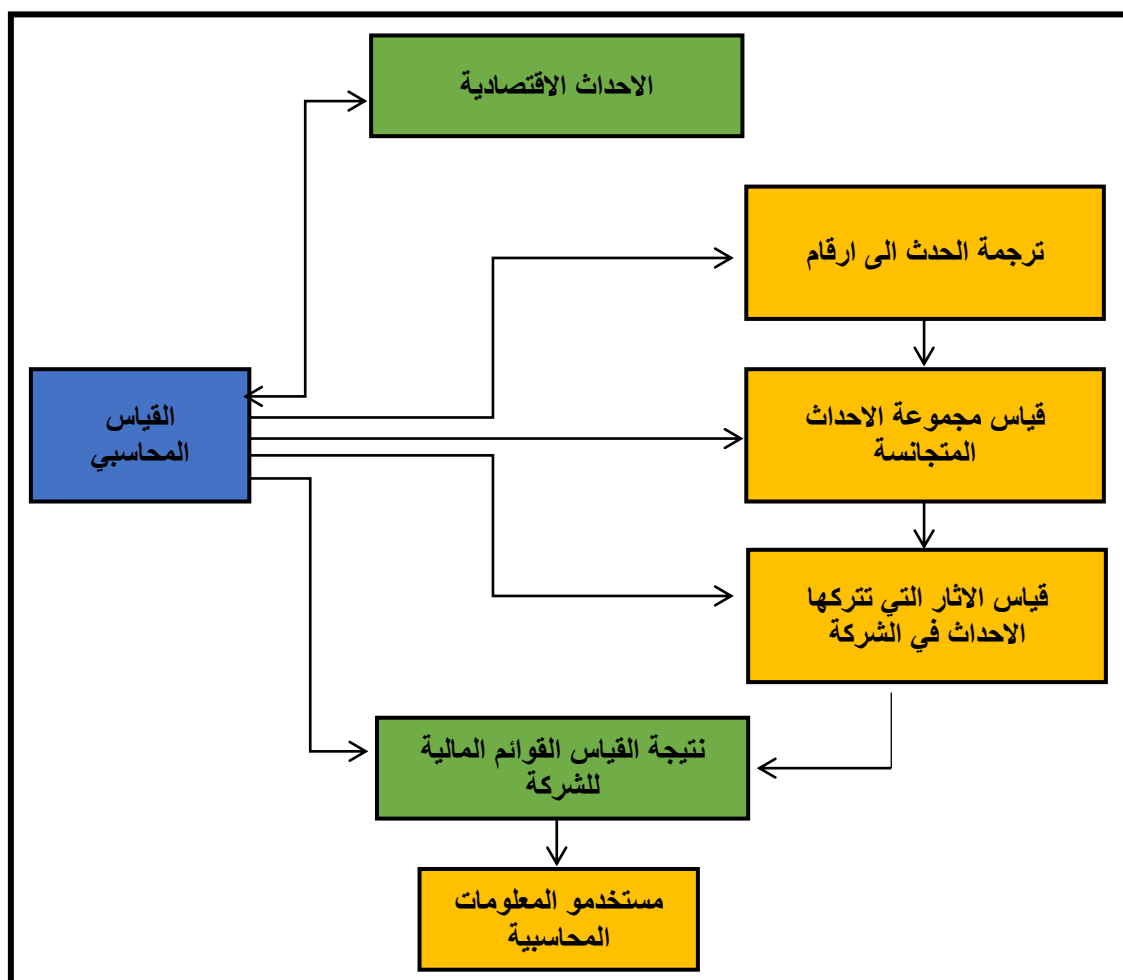 الاحداث الاقتصادية
ترجمة الحدث الى ارقام
القياس
المحاسبي
قياس مجموعة الاحداث
المتجانسة
قياس الاثار التي تتركها
الاحداث في الشركة
نتيجة القياس القوائم المالية
للشركة
مستخدمو المعلومات
المحاسبية